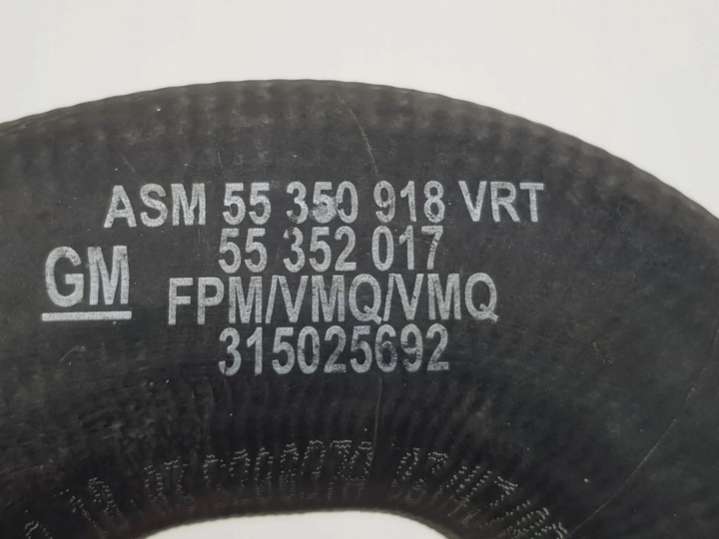 ASM 55 350 918 VRT
55 352 017
GM
FPM/VMQ/VMQ
315025692